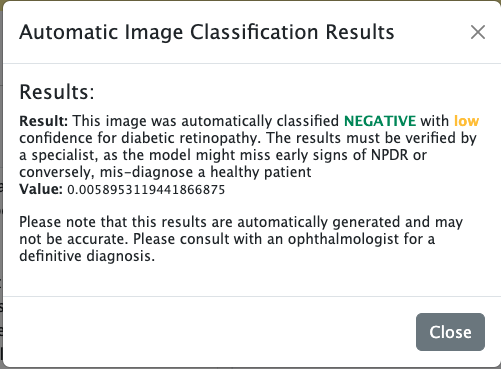 Automatic Image Classification Results
Results:
Result: This image was automatically classified NEGATIVE with low
confidence for diabetic retinopathy. The results must be verified by
a specialist, as the model might miss early signs of NPDR or
conversely, mis-diagnose a healthy patient
Value: 0.0058953119441866875
Please note that this results are automatically generated and may
not be accurate. Please consult with an ophthalmologist for a
definitive diagnosis.
Close